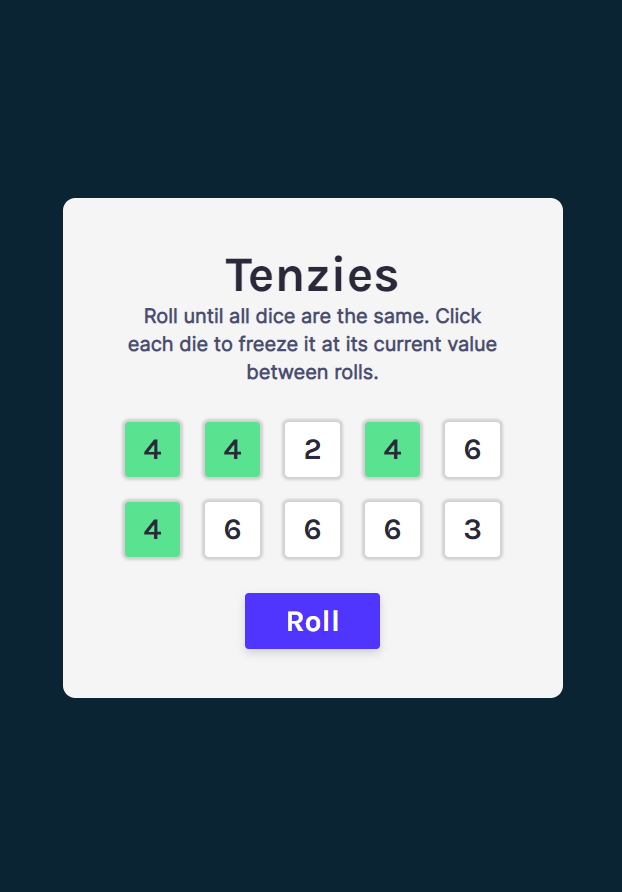 Tenzies
Roll until all dice are the same. Click
each die to freeze it at its current value
between rolls.
4 4 2 4 6
4 6 6 6 3
Roll